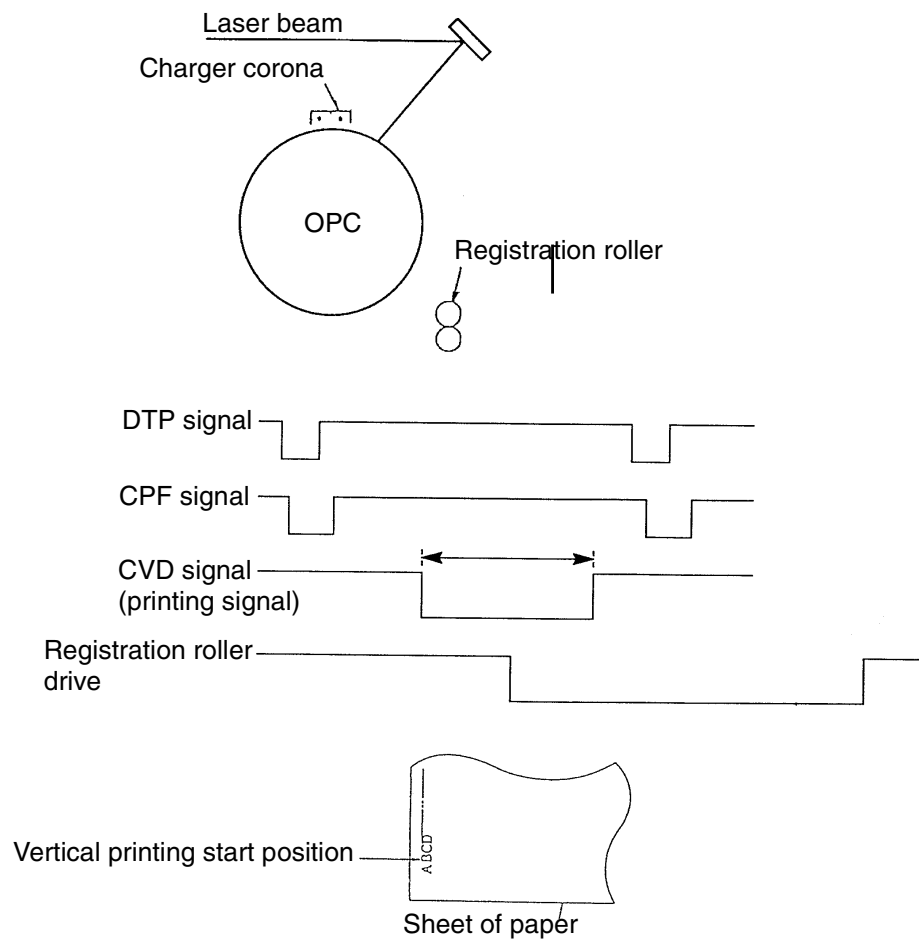 Laser beam
Charger corona
OPC
Registration roller
DTP signal
CPF signal
CVD signal
(printing signal)
Registration roller
drive
ABCD
Vertical printing start position
Sheet of paper